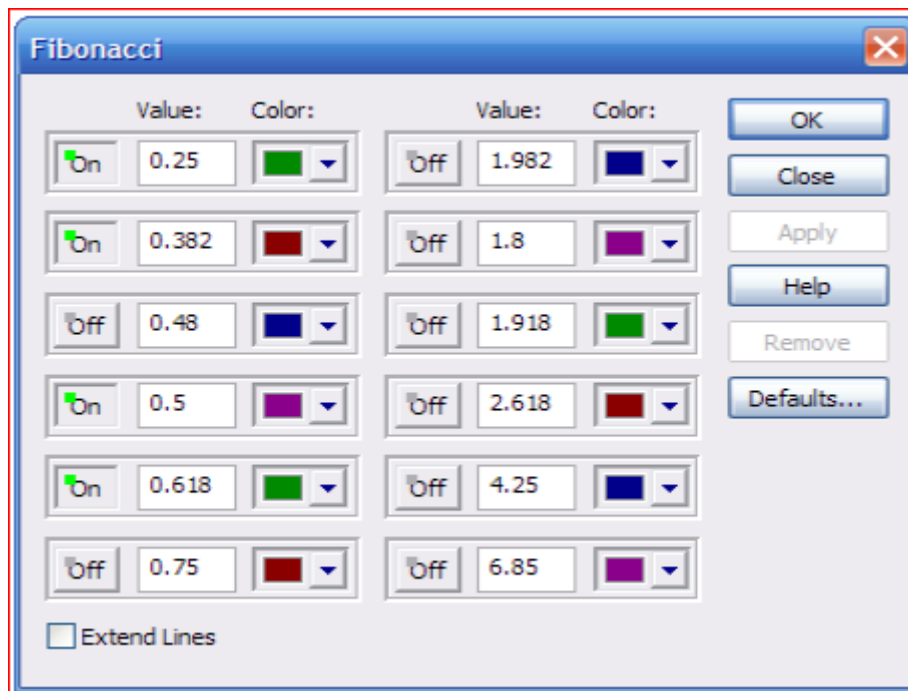 Fibonacci
Value: Color: Value: Color:
On 0.25 Off 1.982 OK
Close
On 0.382 Off 1.8 Apply
Off 0.48 Off 1.918 Help
Remove
On 0.5 Off 2.618 Defaults...
On 0.618 Off 4.25
Off 0.75 Off 6.85
Extend Lines